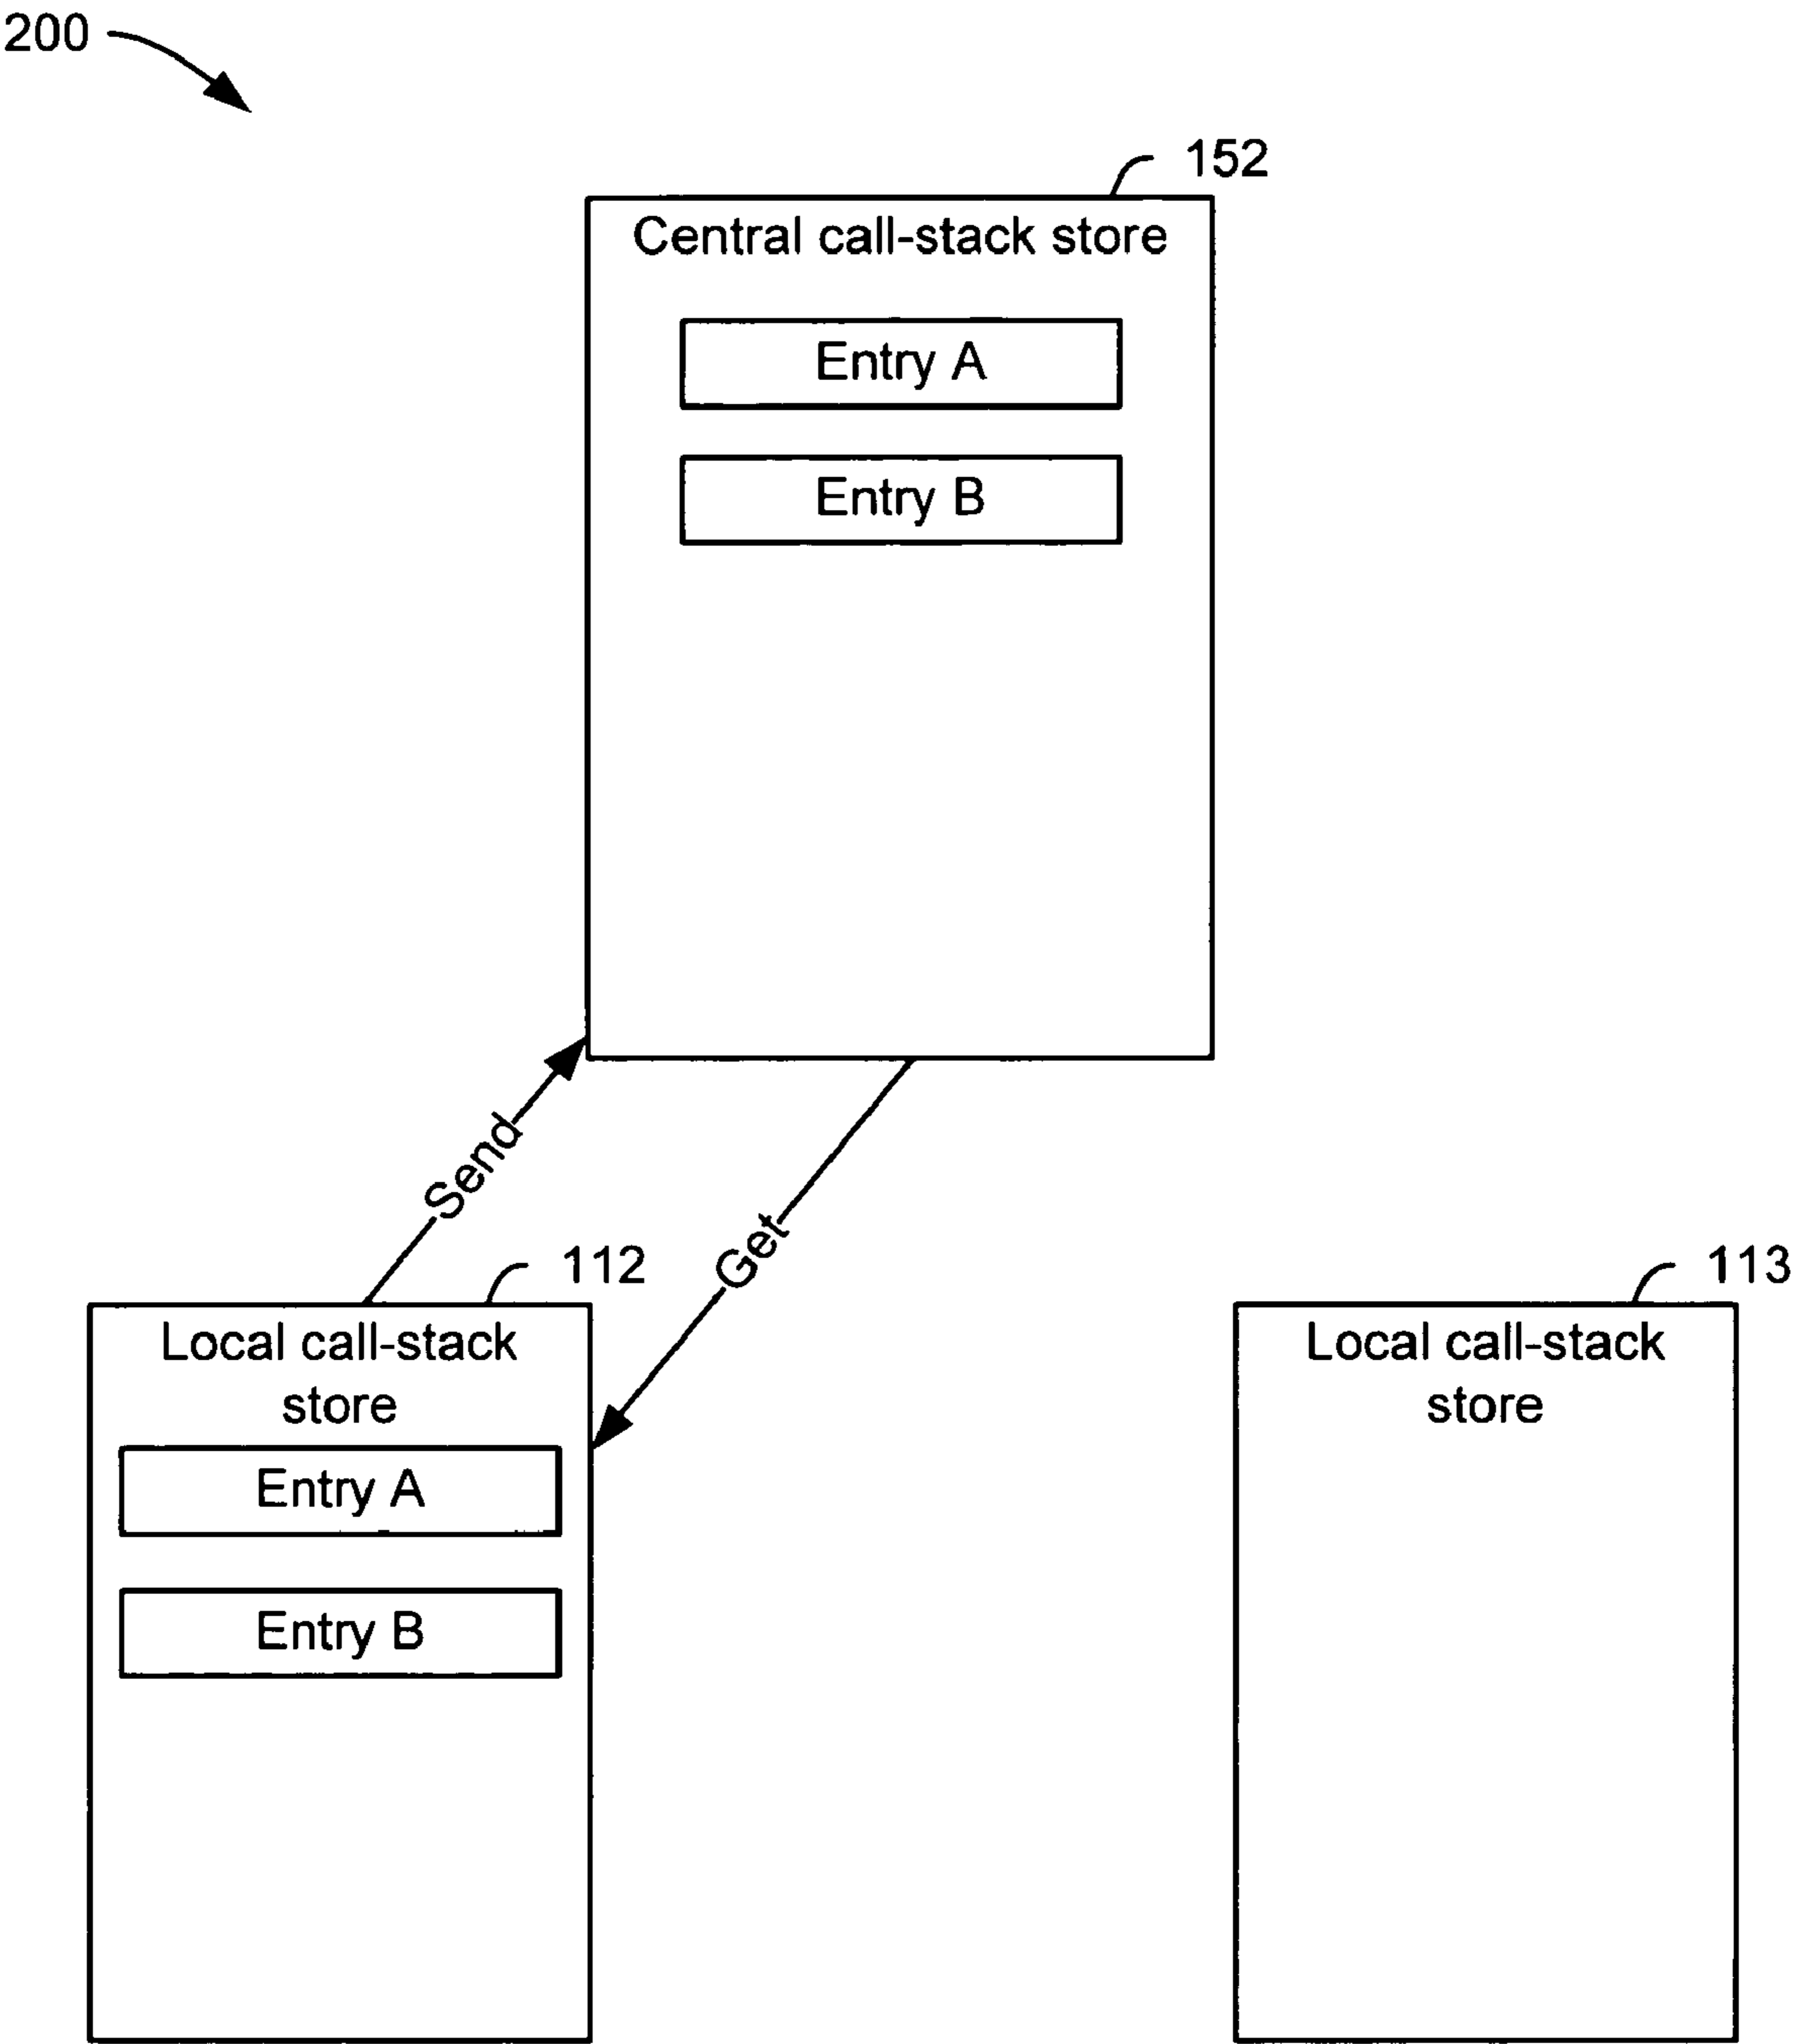 200
152
Central call-stack store
Entry A
Entry B
Send
Get
112
Local call-stack
store
Entry A
Entry B
113
Local call-stack
store